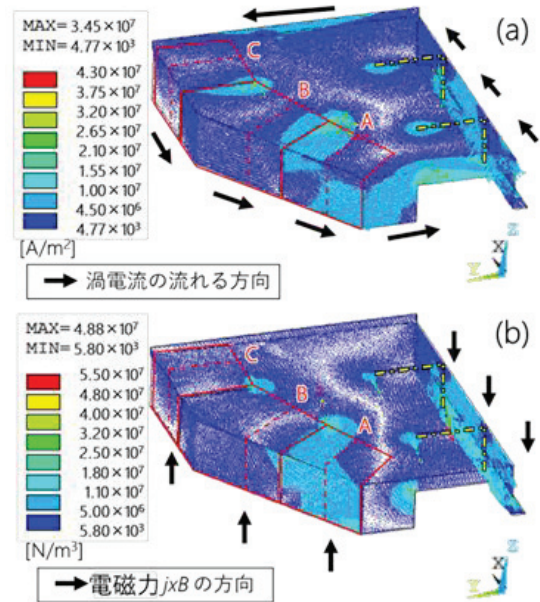 MAX= 3.45×10⁷
MIN= 4.77×10³
(a)
4.30×10⁷
3.75×10⁷
3.20×10⁷
2.65×10⁷
2.10×10⁷
1.55×10⁷
1.00×10⁷
4.50×10⁶
4.77×10³
[A/m²]
C
B
A
Z
X
Y
→ 渦電流の流れる方向
MAX= 4.88×10⁷
MIN= 5.80×10³
(b)
5.50×10⁷
4.80×10⁷
4.00×10⁷
3.20×10⁷
2.50×10⁷
1.80×10⁷
1.10×10⁷
5.00×10⁶
5.80×10³
[N/m³]
C
B
A
Z
X
Y
→ 電磁力 jxB の方向